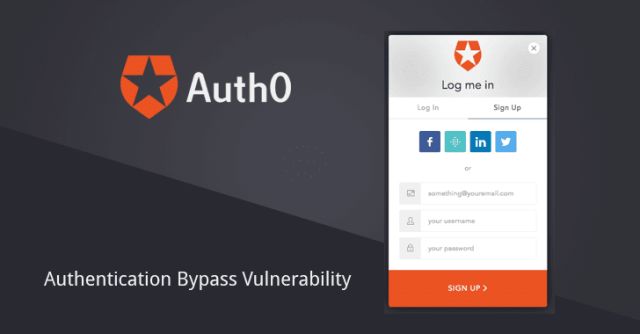 Auth0
Authentication Bypass Vulnerability
Log me in
Log In
Sign Up
f
in
or
something@youremail.com
your username
your password
SIGN UP >